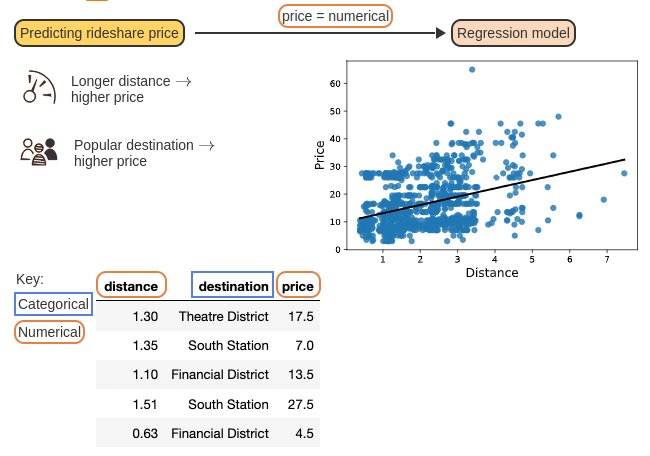 price = numerical
Predicting rideshare price
Regression model
Longer distance →
higher price
Popular destination →
higher price
60
50
40
30
20
10
0
Price
1 2 3 4 5 6 7
Distance
Key:
Categorical
Numerical
distance destination price
1.30 Theatre District 17.5
1.35 South Station 7.0
1.10 Financial District 13.5
1.51 South Station 27.5
0.63 Financial District 4.5